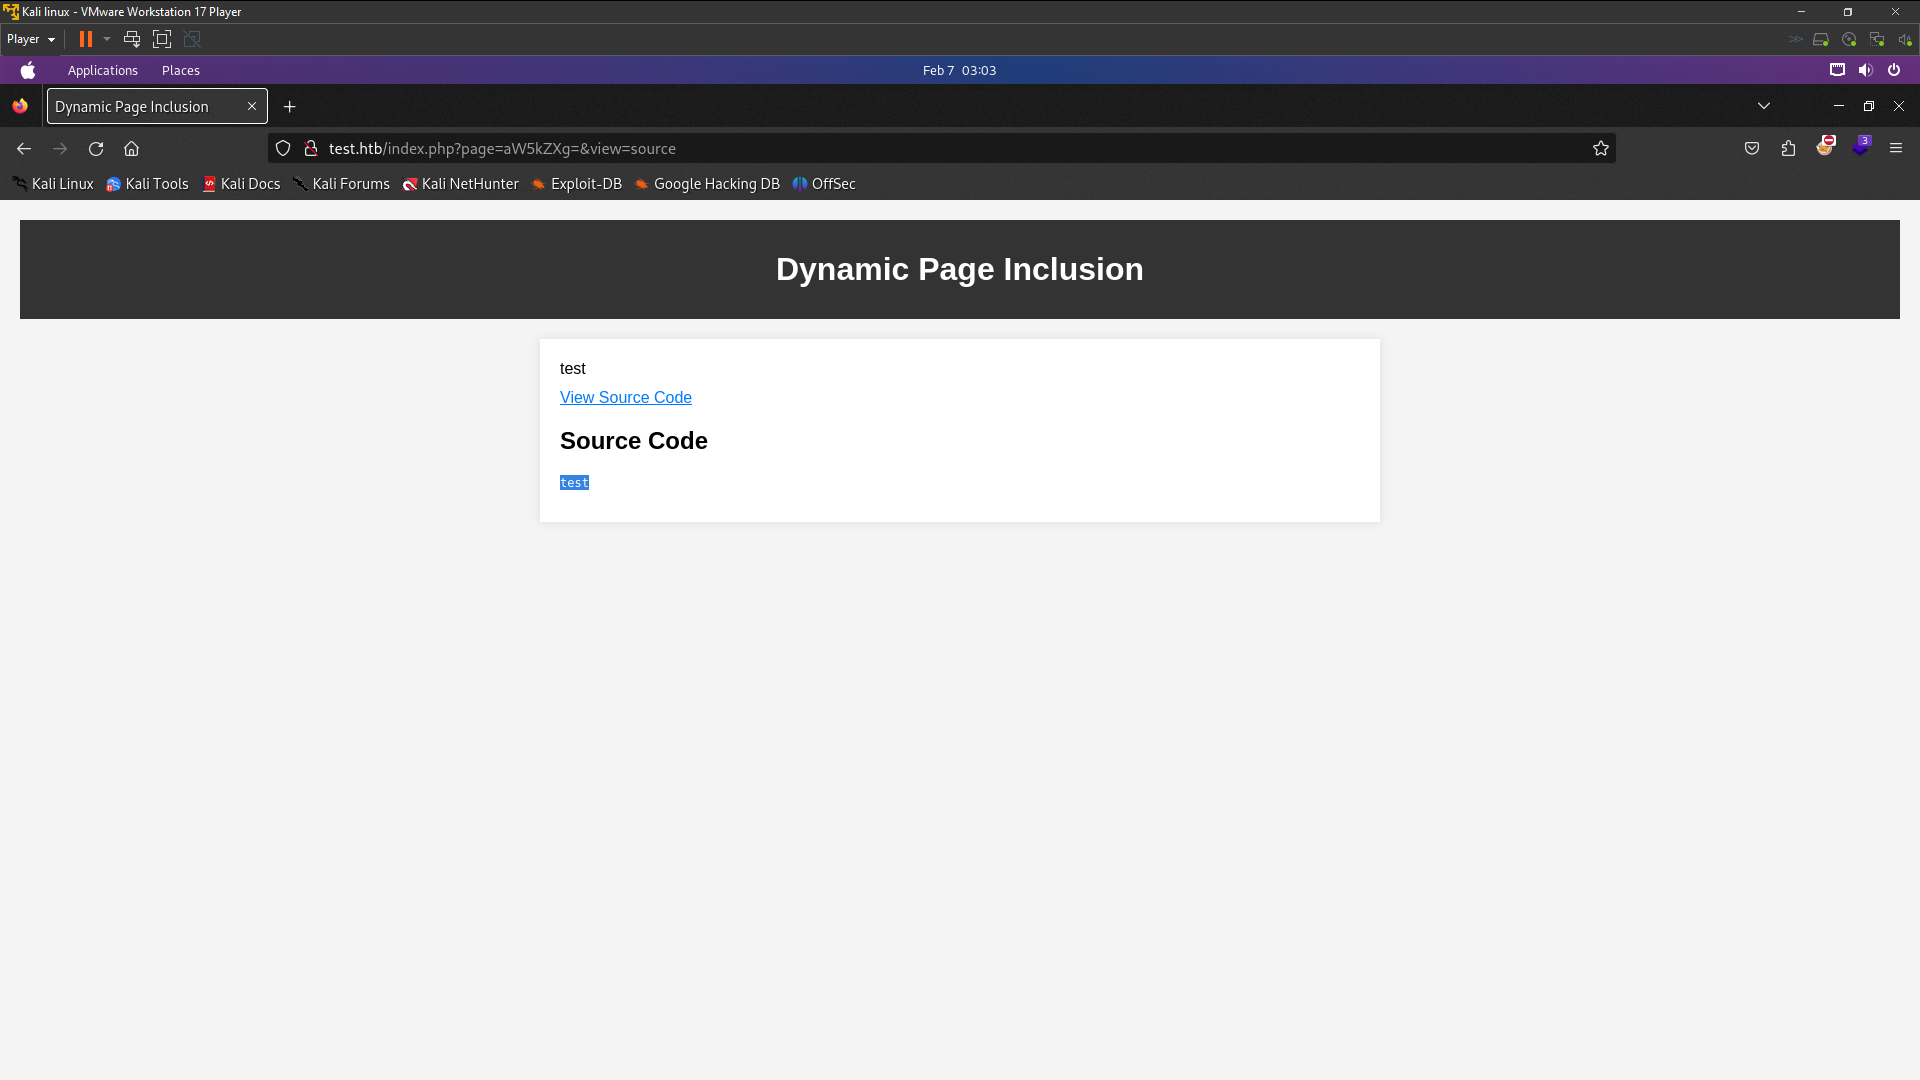 Kali linux - VMware Workstation 17 Player
Player
Applications Places Feb 7 03:03
Dynamic Page Inclusion
test.htb/index.php?page=aW5kZXg=&view=source 3
Kali Linux Kali Tools Kali Docs Kali Forums Kali NetHunter Exploit-DB Google Hacking DB OffSec
Dynamic Page Inclusion
test
View Source Code
Source Code
test